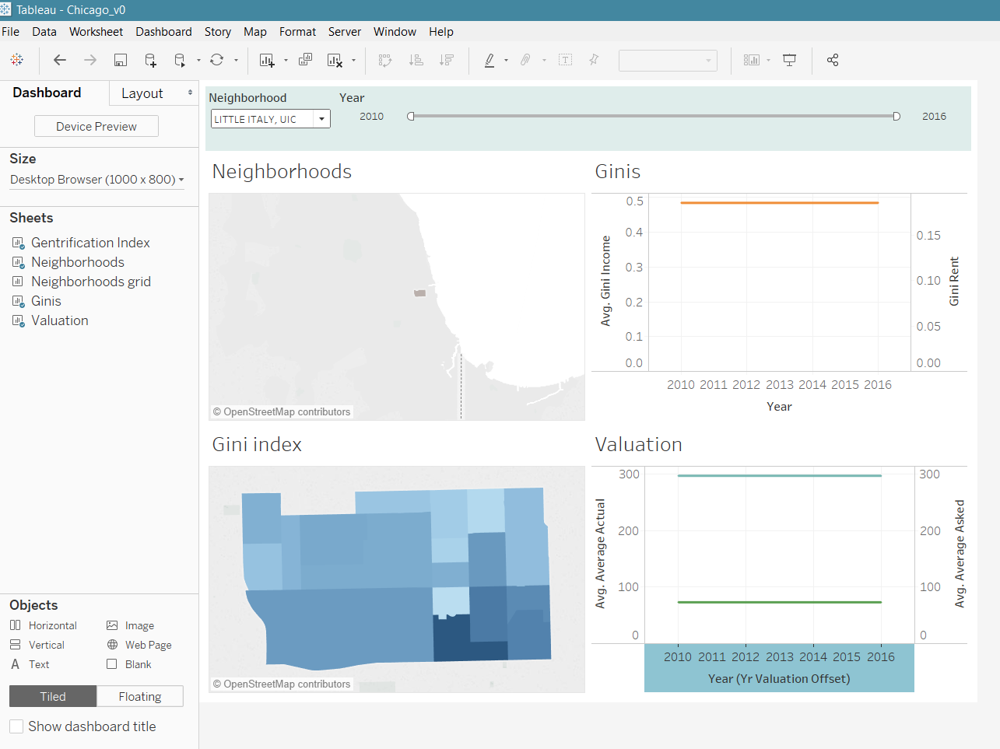 Tableau - Chicago_v0
File Data Worksheet Dashboard Story Map Format Server Window Help
Dashboard Layout
Device Preview
Size
Desktop Browser (1000 x 800)
Sheets
Gentrification Index
Neighborhoods
Neighborhoods grid
Ginis
Valuation
Objects
Horizontal Image
Vertical Web Page
A Text Blank
Tiled Floating
Show dashboard title
Neighborhood Year
LITTLE ITALY, UIC 2010 2016
Neighborhoods
© OpenStreetMap contributors
Ginis
Avg. Gini Income
0.5
0.4
0.3
0.2
0.1
0.0
0.15
0.10
0.05
0.00
Gini Rent
2010 2011 2012 2013 2014 2015 2016
Year
Gini index
© OpenStreetMap contributors
Valuation
Avg. Average Actual
300
200
100
0
300
200
100
0
Avg. Average Asked
2010 2011 2012 2013 2014 2015 2016
Year (Yr Valuation Offset)